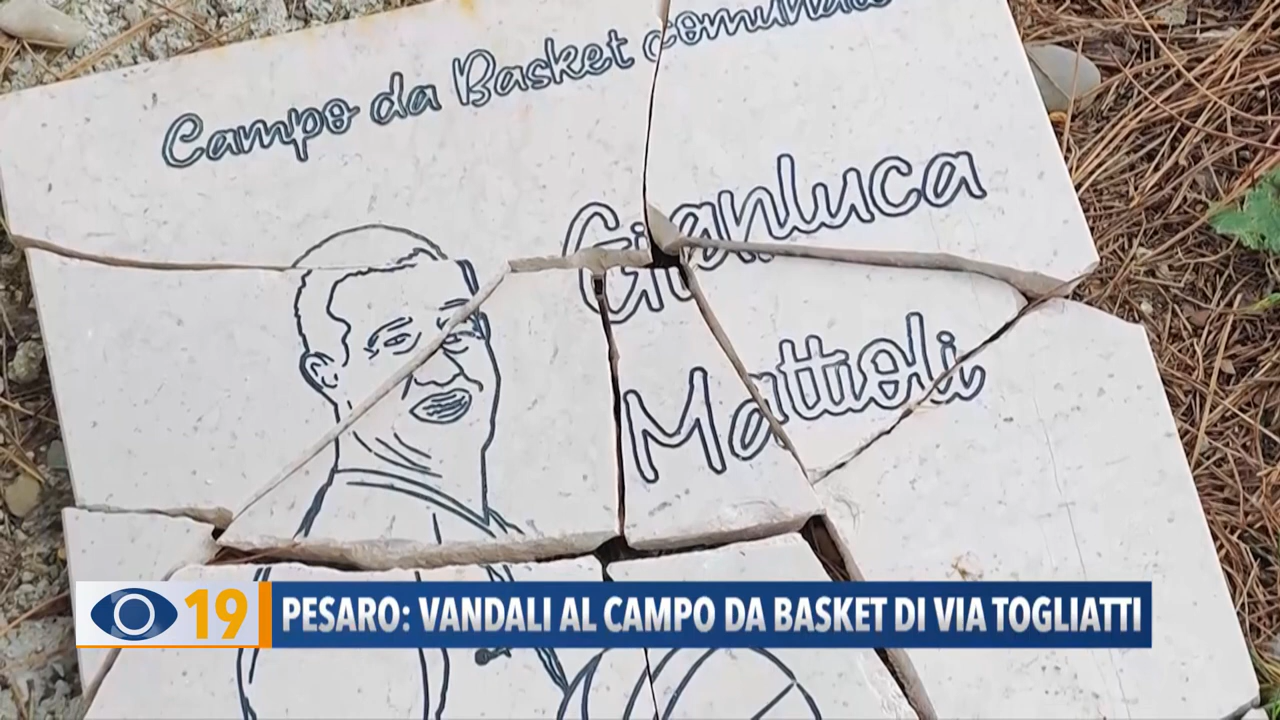 Campo da Basket comunale
Gianluca
Mattioli
19 PESARO: VANDALI AL CAMPO DA BASKET DI VIA TOGLIATTI